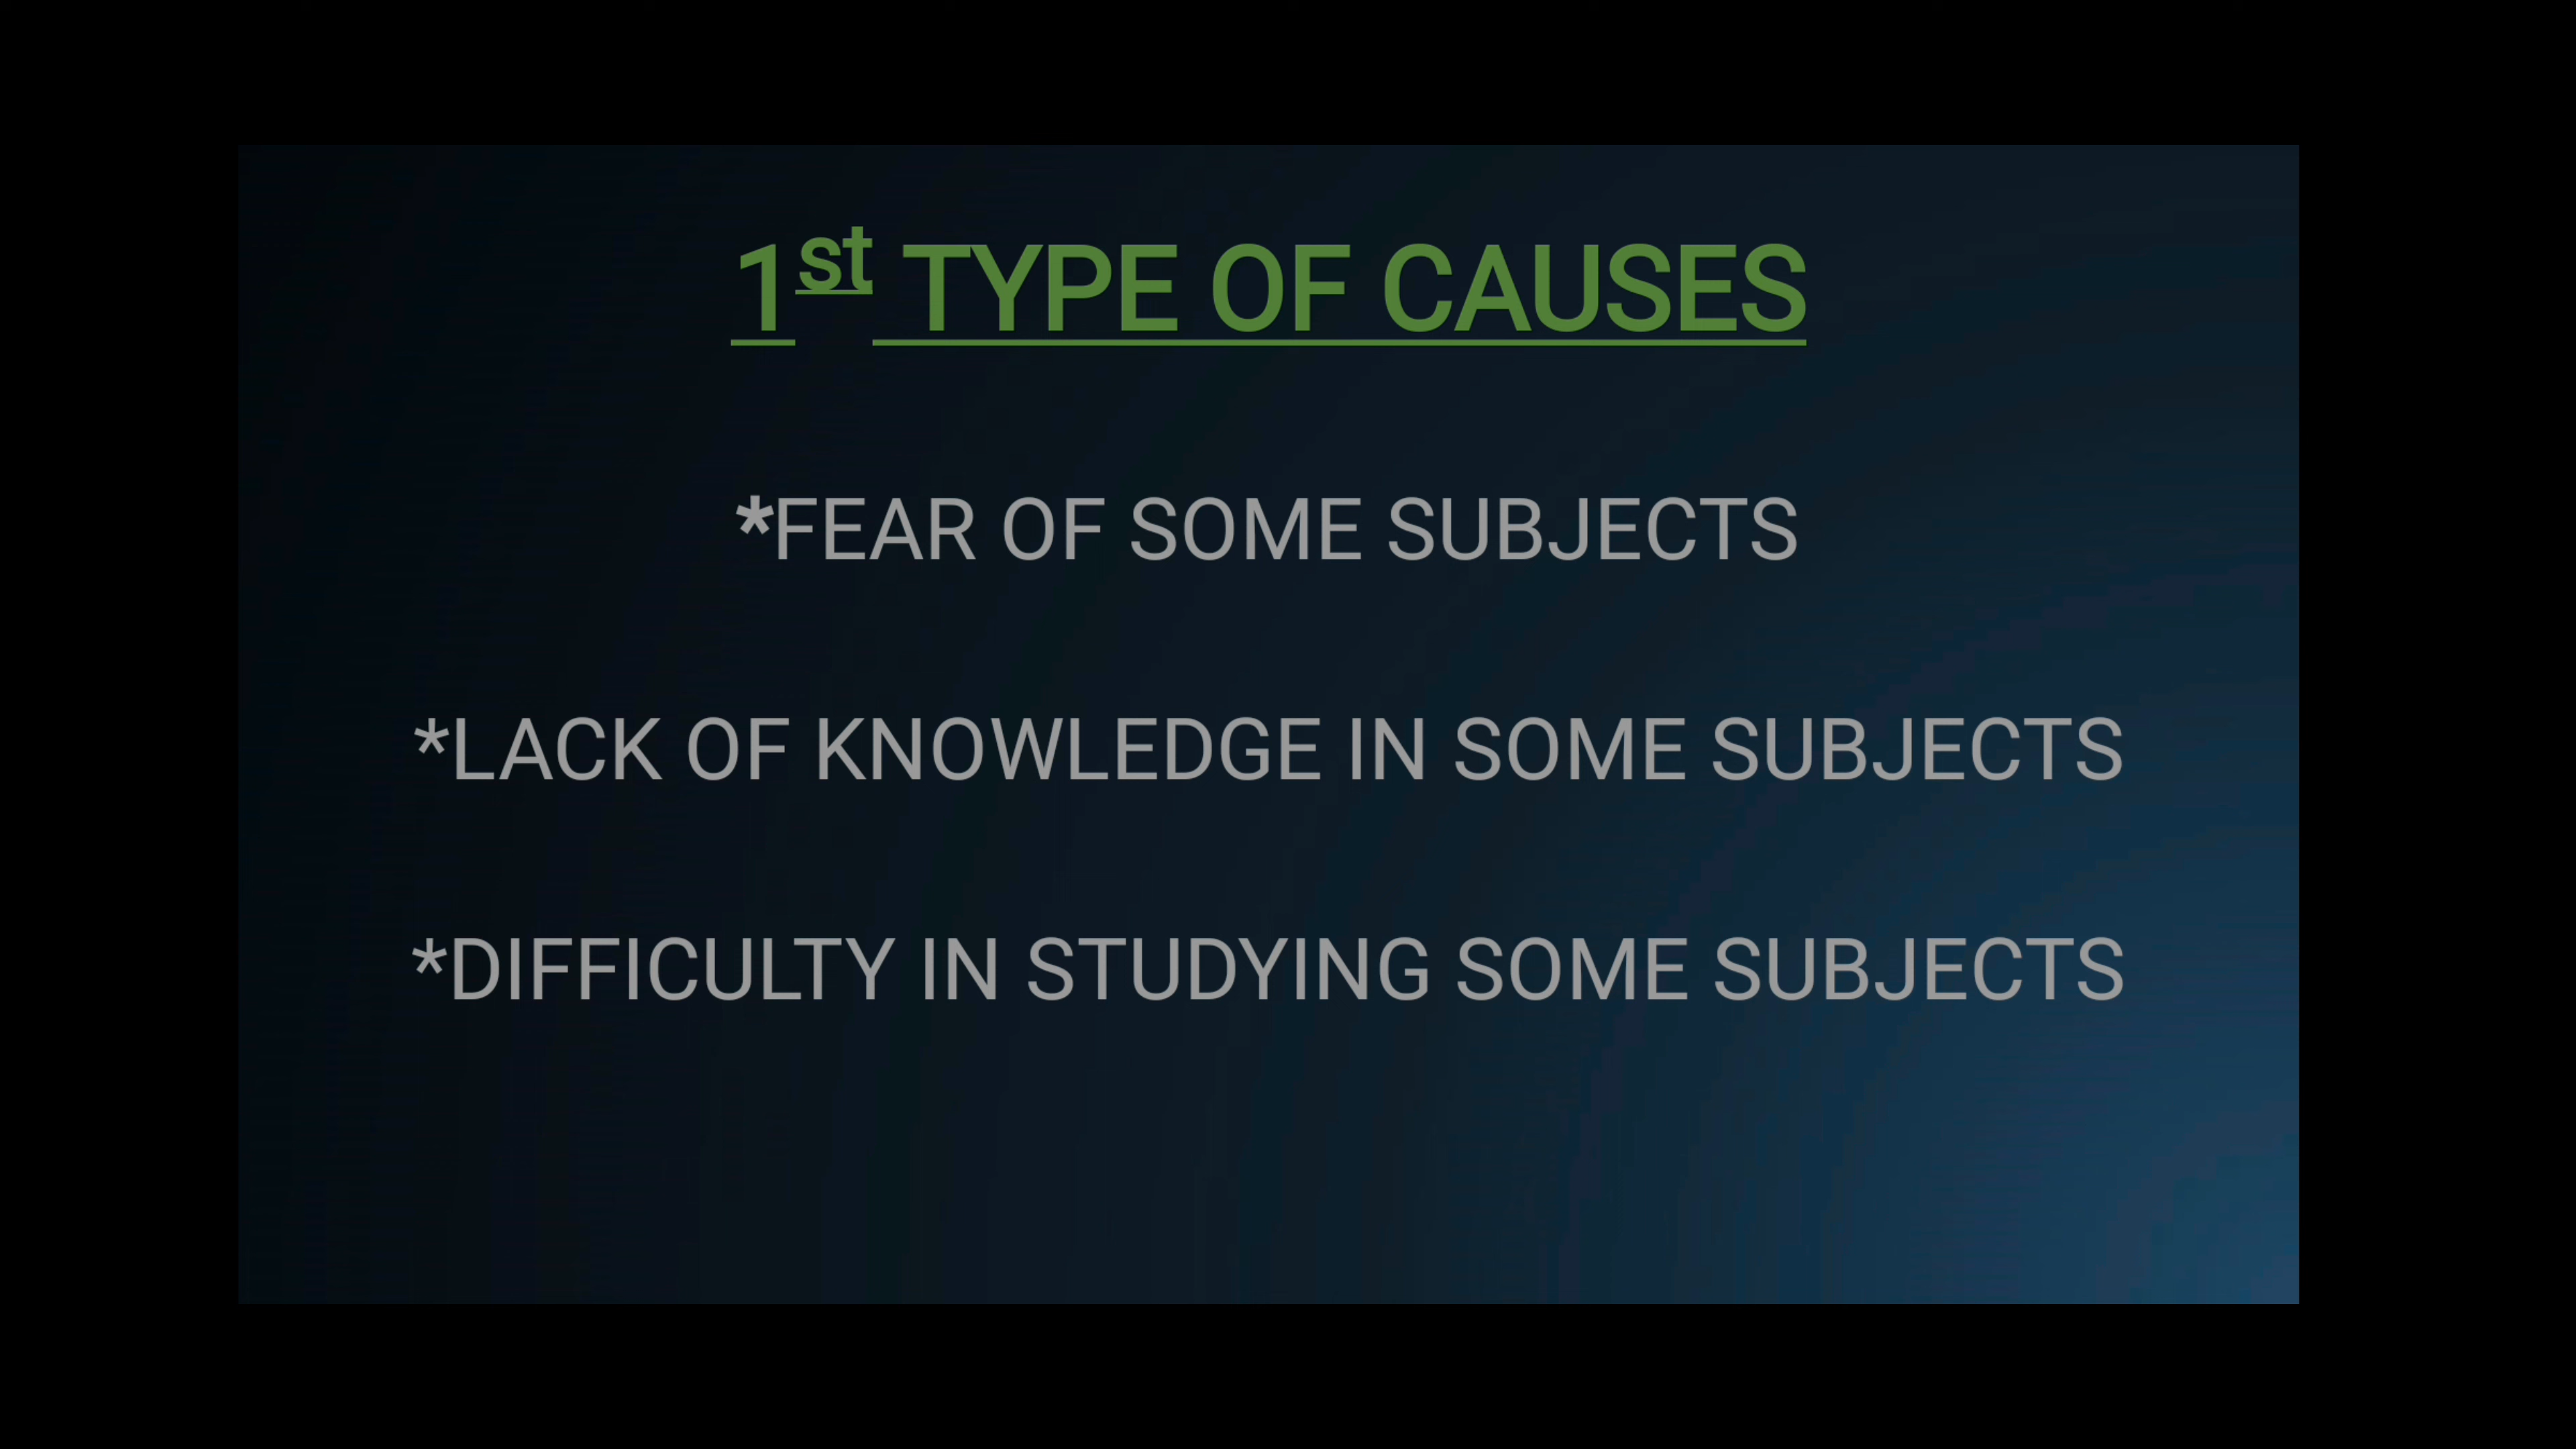 1st TYPE OF CAUSES
*FEAR OF SOME SUBJECTS
*LACK OF KNOWLEDGE IN SOME SUBJECTS
*DIFFICULTY IN STUDYING SOME SUBJECTS